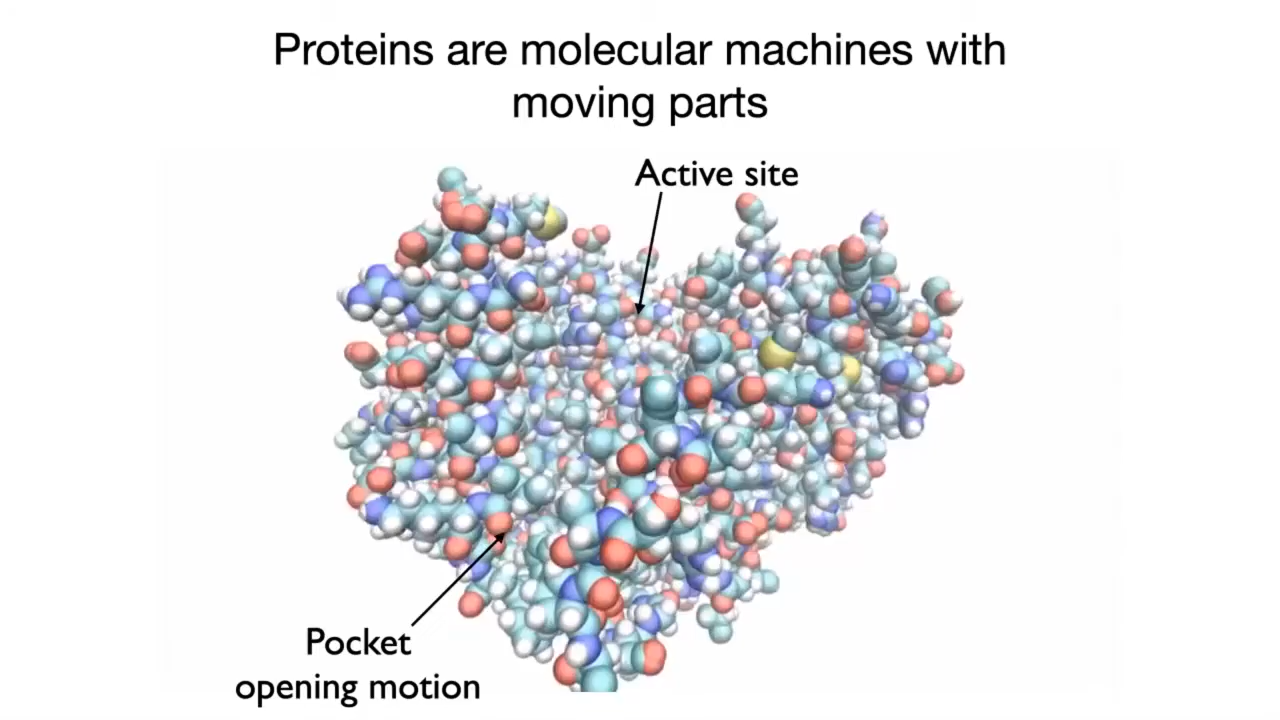 Proteins are molecular machines with
moving parts
Active site
Pocket
opening motion